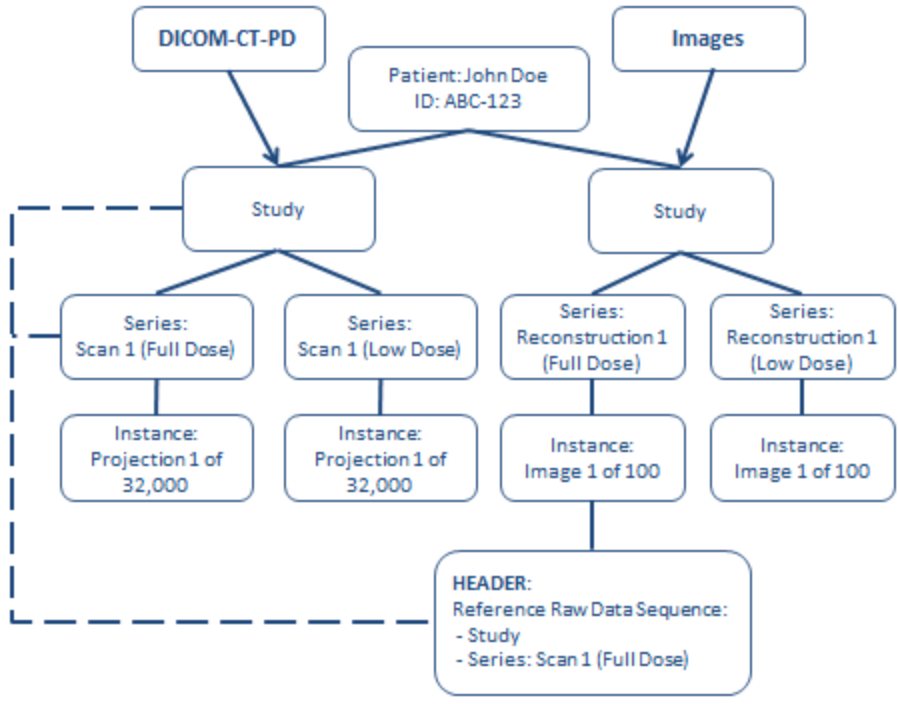 DICOM-CT-PD
Images
Patient: John Doe
ID: ABC-123
Study
Study
Series:
Scan 1 (Full Dose)
Series:
Scan 1 (Low Dose)
Series:
Reconstruction 1
(Full Dose)
Series:
Reconstruction 1
(Low Dose)
Instance:
Projection 1 of
32,000
Instance:
Projection 1 of
32,000
Instance:
Image 1 of 100
Instance:
Image 1 of 100
HEADER:
Reference Raw Data Sequence:
- Study
- Series: Scan 1 (Full Dose)